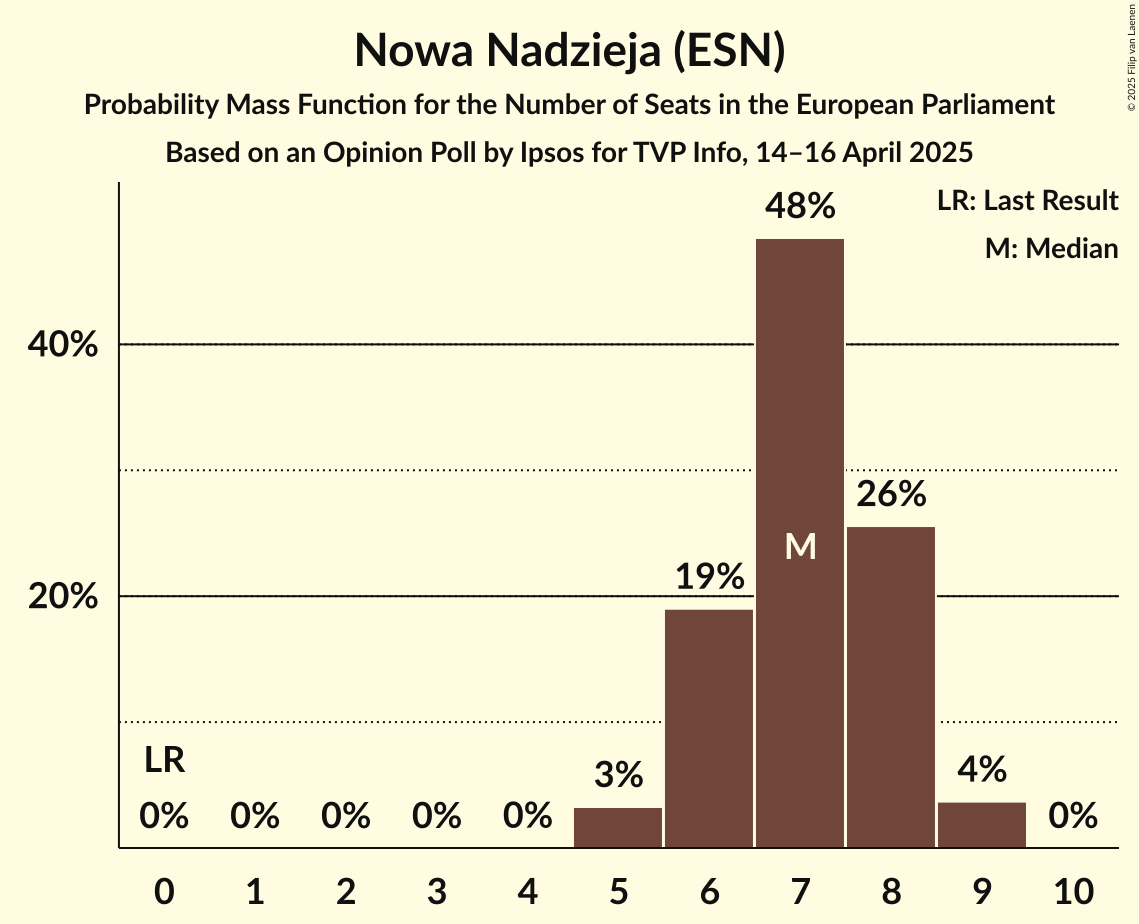 Nowa Nadzieja (ESN)
Probability Mass Function for the Number of Seats in the European Parliament
Based on an Opinion Poll by Ipsos for TVP Info, 14–16 April 2025
© 2025 Filip van Laenen
LR: Last Result
M: Median
48%
40%
26%
M
19%
20%
LR
3%
4%
0% 0% 0% 0% 0% 0%
0 1 2 3 4 5 6 7 8 9 10